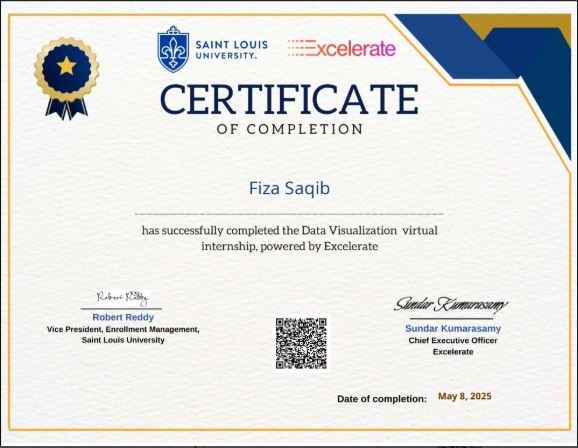 SAINT LOUIS
UNIVERSITY.
Excelerate
CERTIFICATE
OF COMPLETION
Fiza Saqib
has successfully completed the Data Visualization virtual
internship, powered by Excelerate
Robert Reddy
Robert Reddy
Vice President, Enrollment Management,
Saint Louis University
Sundar Kumarasamy
Sundar Kumarasamy
Chief Executive Officer
Excelerate
Date of completion: May 8, 2025